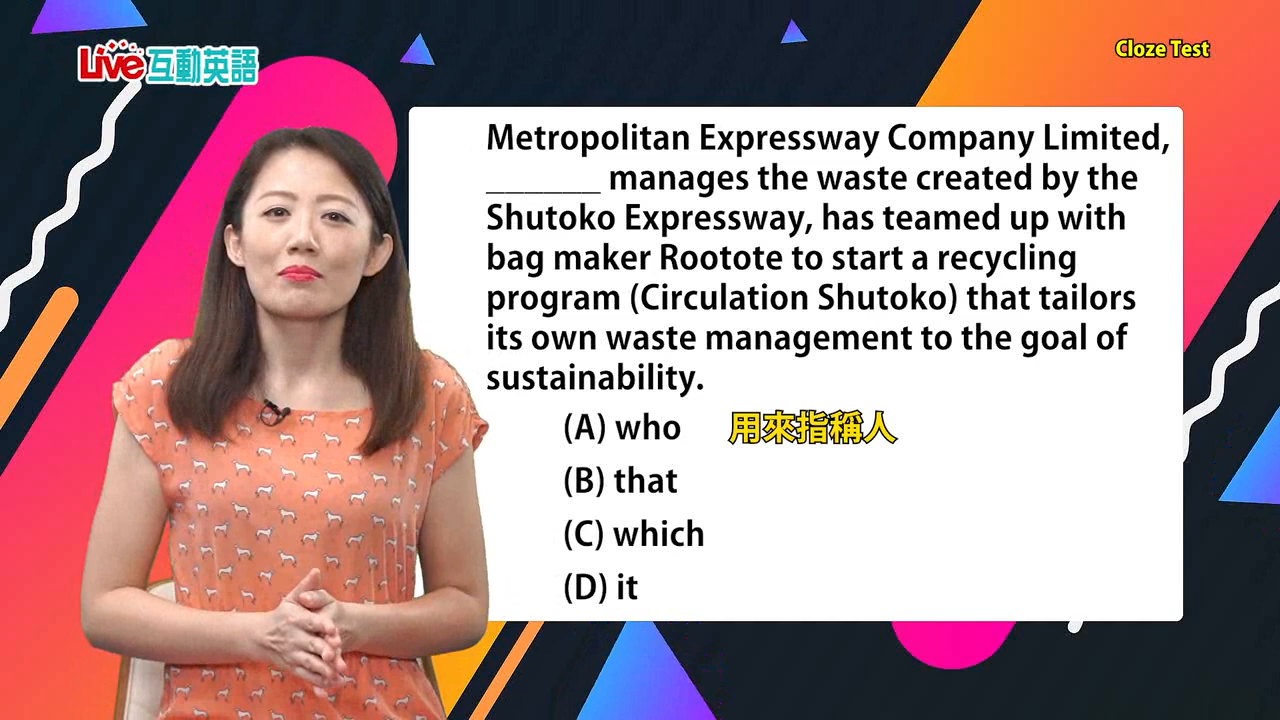 Live互動英語
Cloze Test
Metropolitan Expressway Company Limited,
______ manages the waste created by the
Shutoko Expressway, has teamed up with
bag maker Rootote to start a recycling
program (Circulation Shutoko) that tailors
its own waste management to the goal of
sustainability.
(A) who 用來指稱人
(B) that
(C) which
(D) it